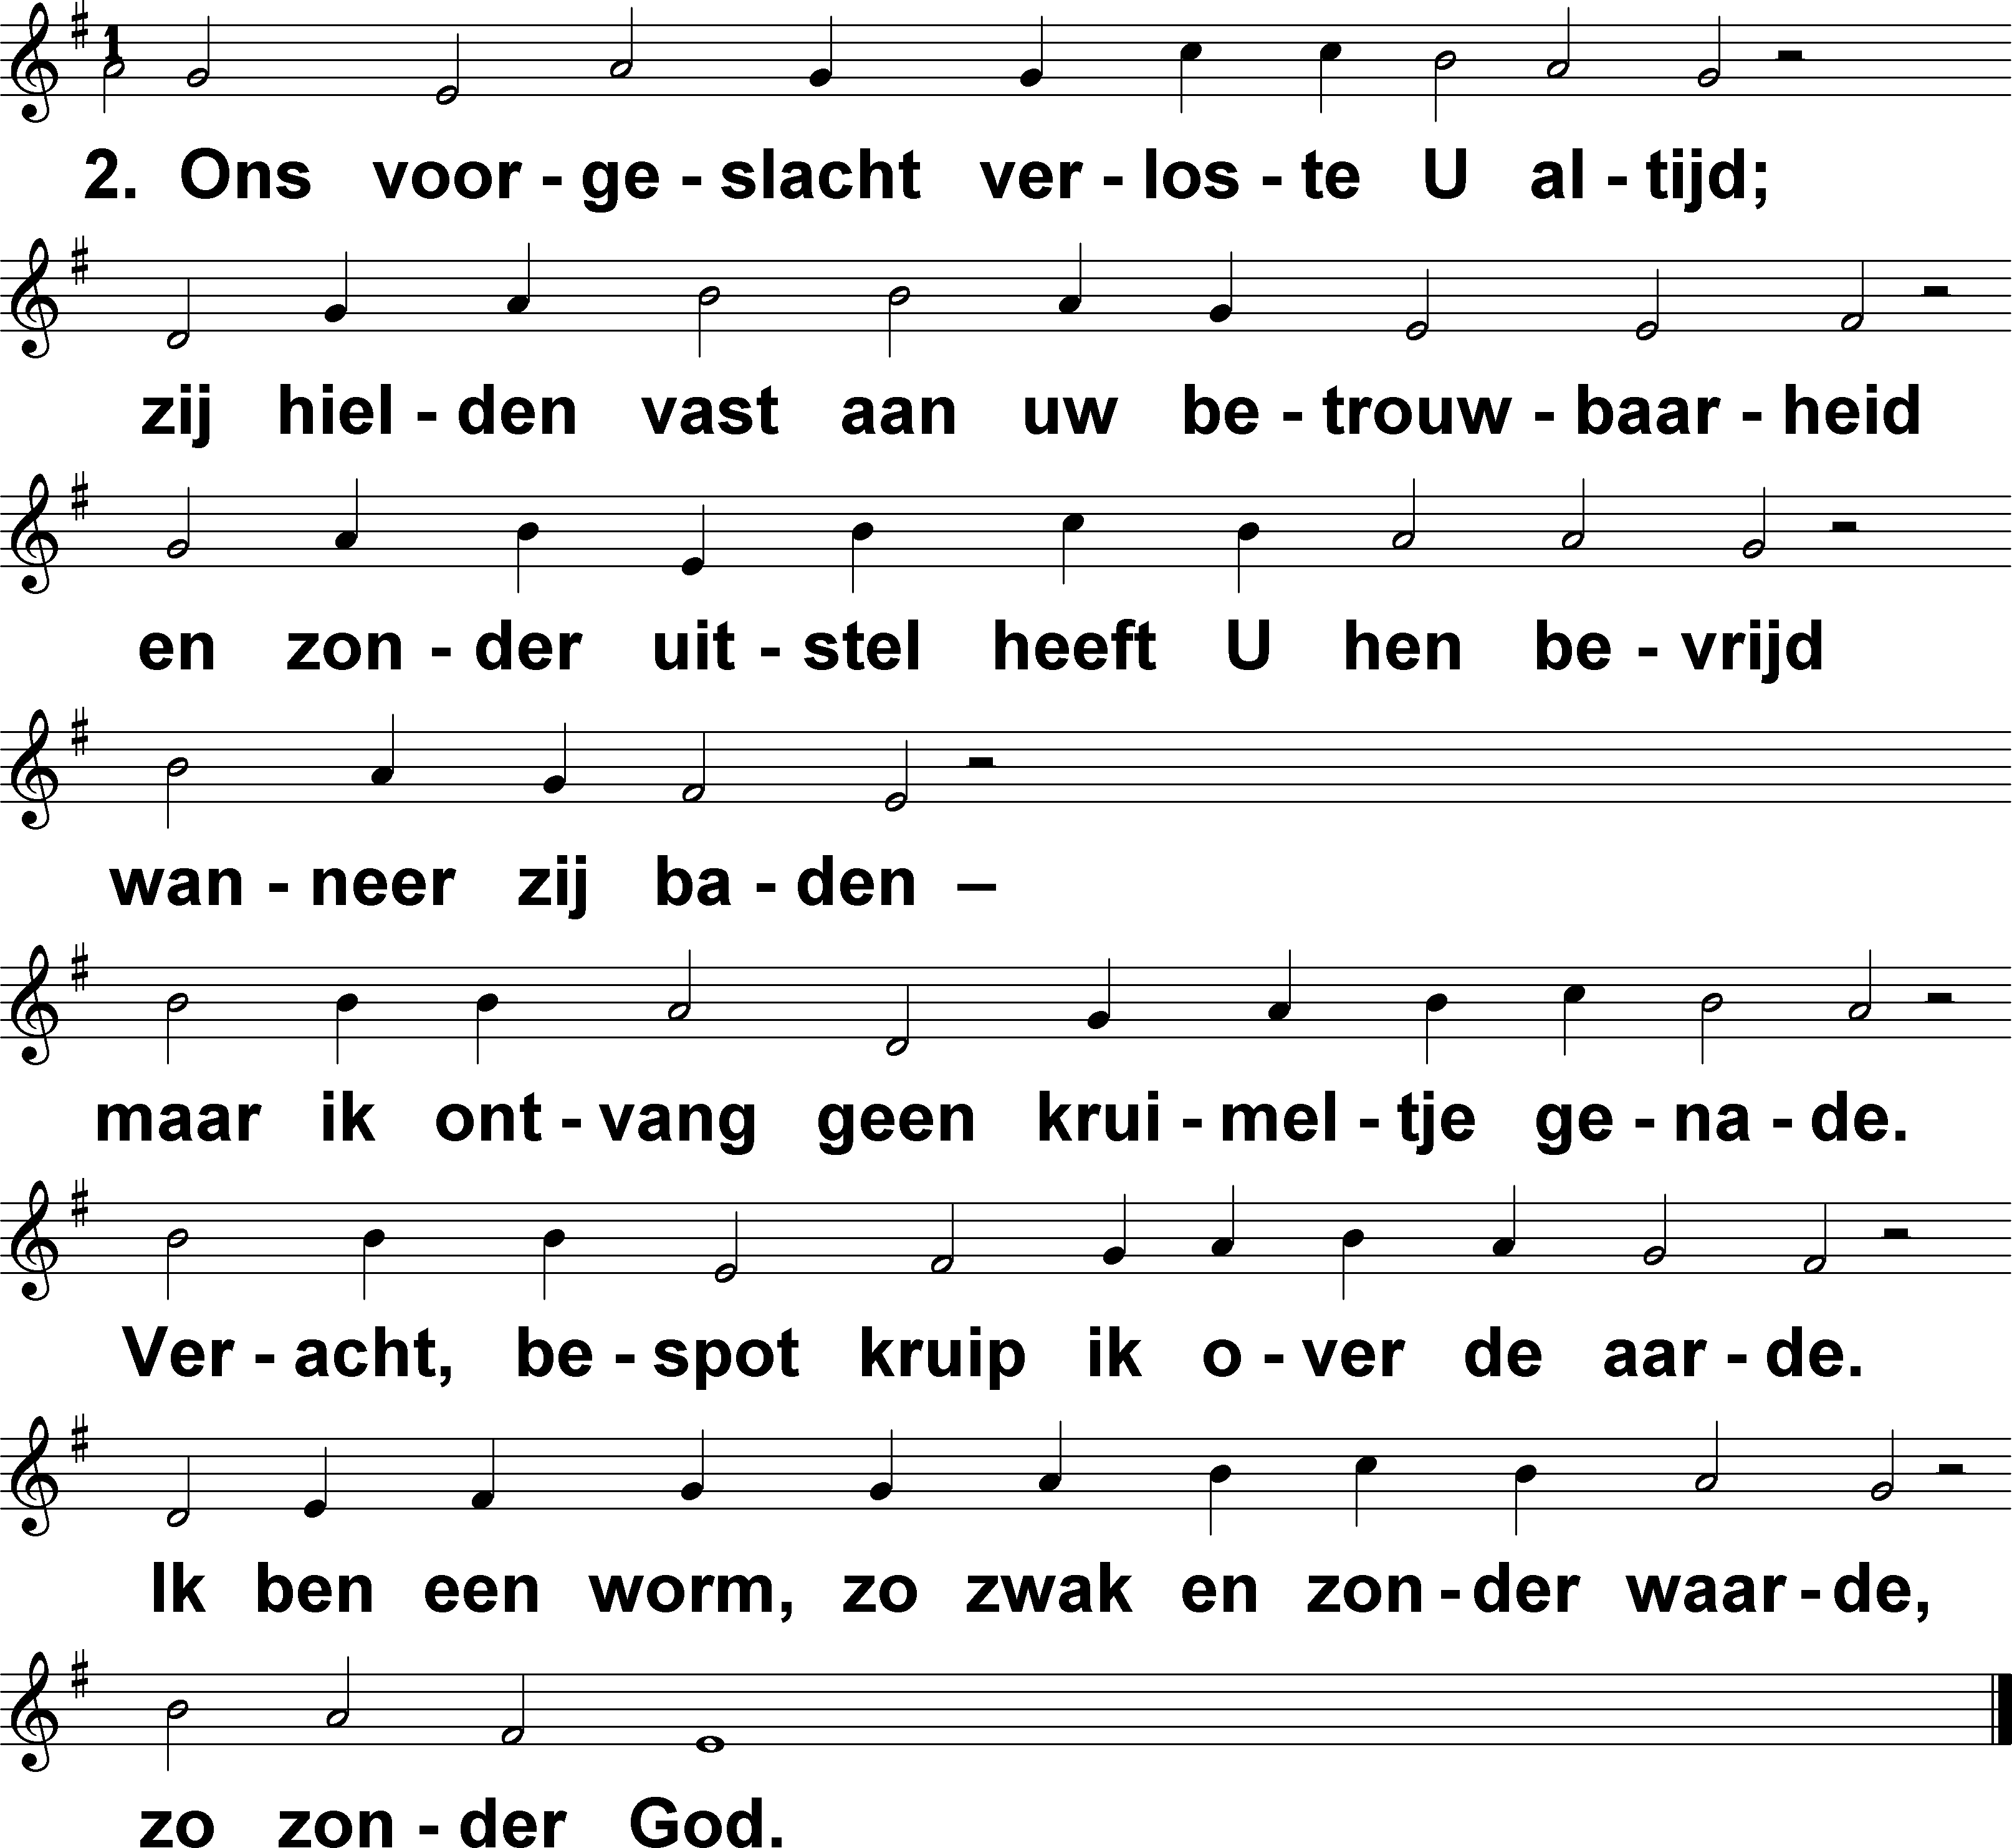 2. Ons voor - ge - slacht ver - los - te U al - tijd;
zij hiel - den vast aan uw be - trouw - baar - heid
en zon - der uit - stel heeft U hen be - vrijd
wan - neer zij ba - den –
maar ik ont - vang geen krui - mel - tje ge - na - de.
Ver - acht, be - spot kruip ik o - ver de aar - de.
Ik ben een worm, zo zwak en zon - der waar - de,
zo zon - der God.